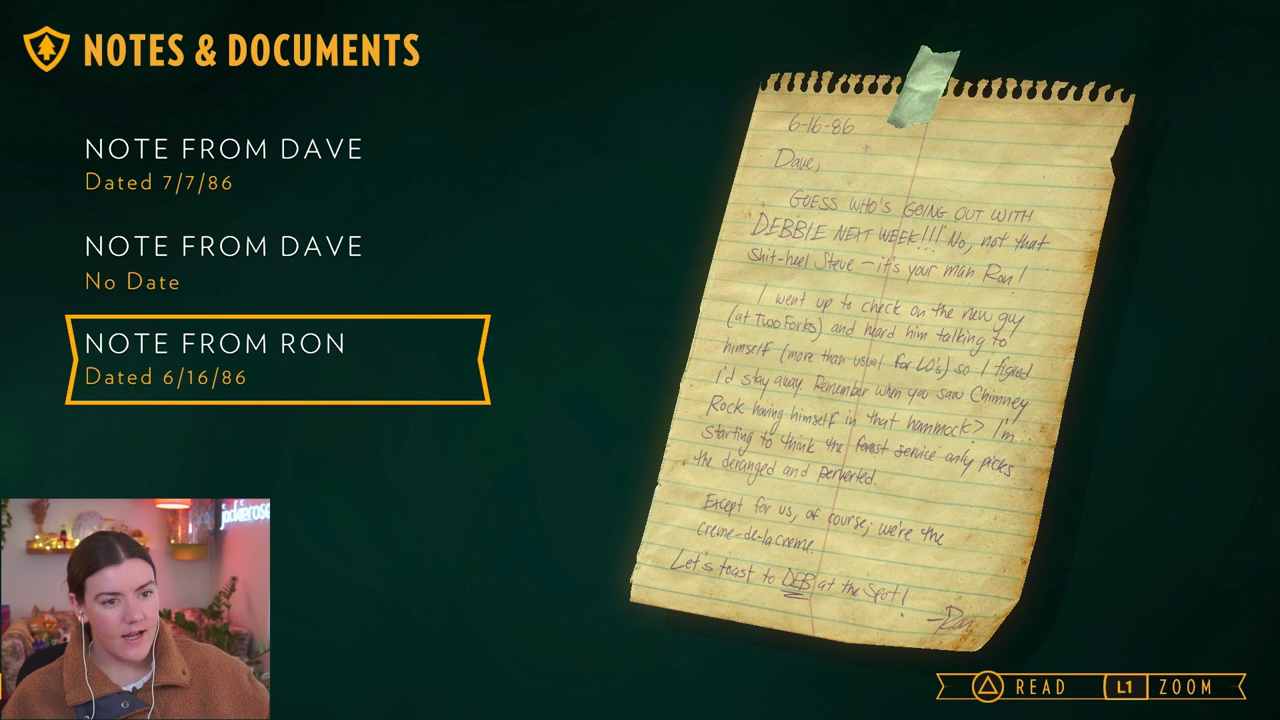 NOTES & DOCUMENTS
NOTE FROM DAVE
Dated 7/7/86
NOTE FROM DAVE
No Date
NOTE FROM RON
Dated 6/16/86
6-16-86
Dave,
GUESS WHO'S GOING OUT WITH
DEBBIE NEXT WEEK!!! No, not that
shit-heel Steve – it's your man Ron!
I went up to check on the new guy
(at Two Forks) and heard him talking to
himself (more than usual for LO's) so I figred
I'd stay away. Remember when you saw Chimney
Rock having himself in that hammock? I'm
starting to think the forest service only picks
the deranged and perverted.
Except for us, of course; we're the
creme-de-la creme.
Let's toast to DEB at the spot!
-Ron
READ
L1
ZOOM